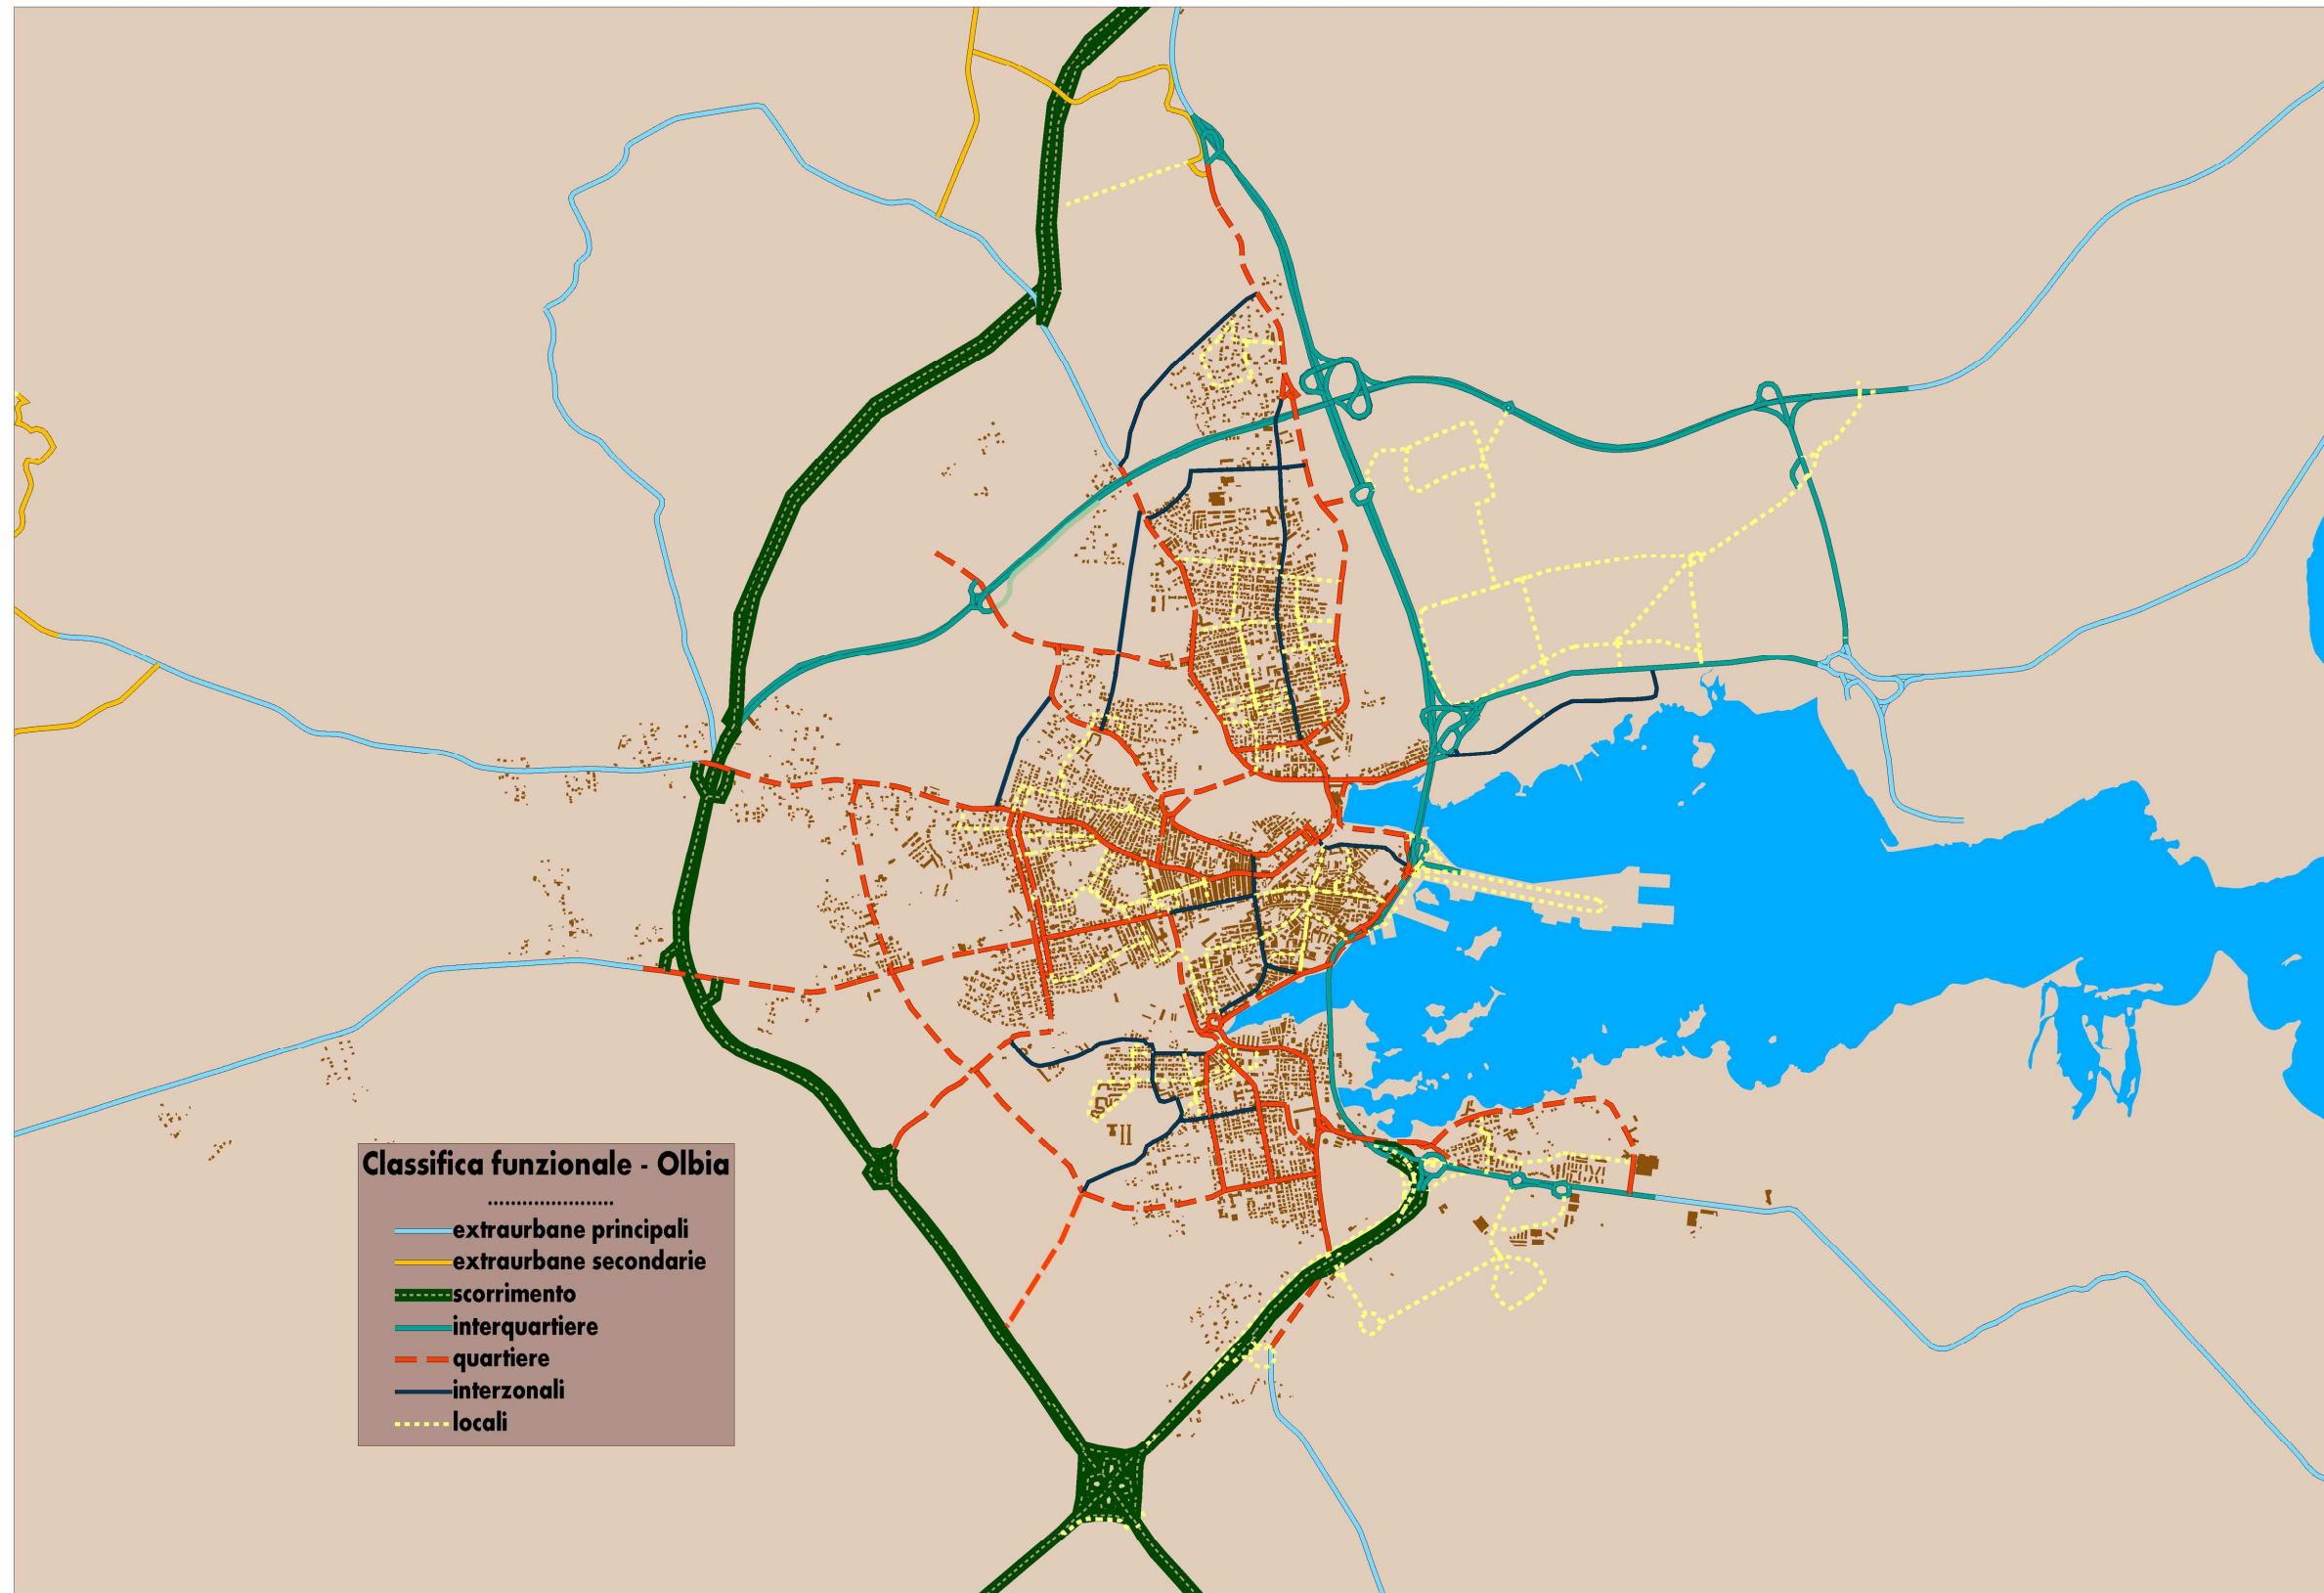 Classifica funzionale - Olbia
......................
extraurbane principali
extraurbane secondarie
scorrimento
interquartiere
quartiere
interzonali
locali